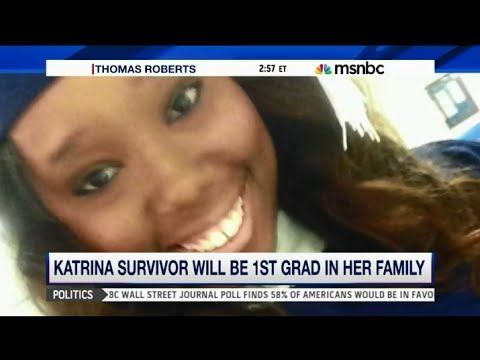 THOMAS ROBERTS
2:57 ET
msnbc
KATRINA SURVIVOR WILL BE 1ST GRAD IN HER FAMILY
POLITICS
BC WALL STREET JOURNAL POLL FINDS 58% OF AMERICANS WOULD BE IN FAVO